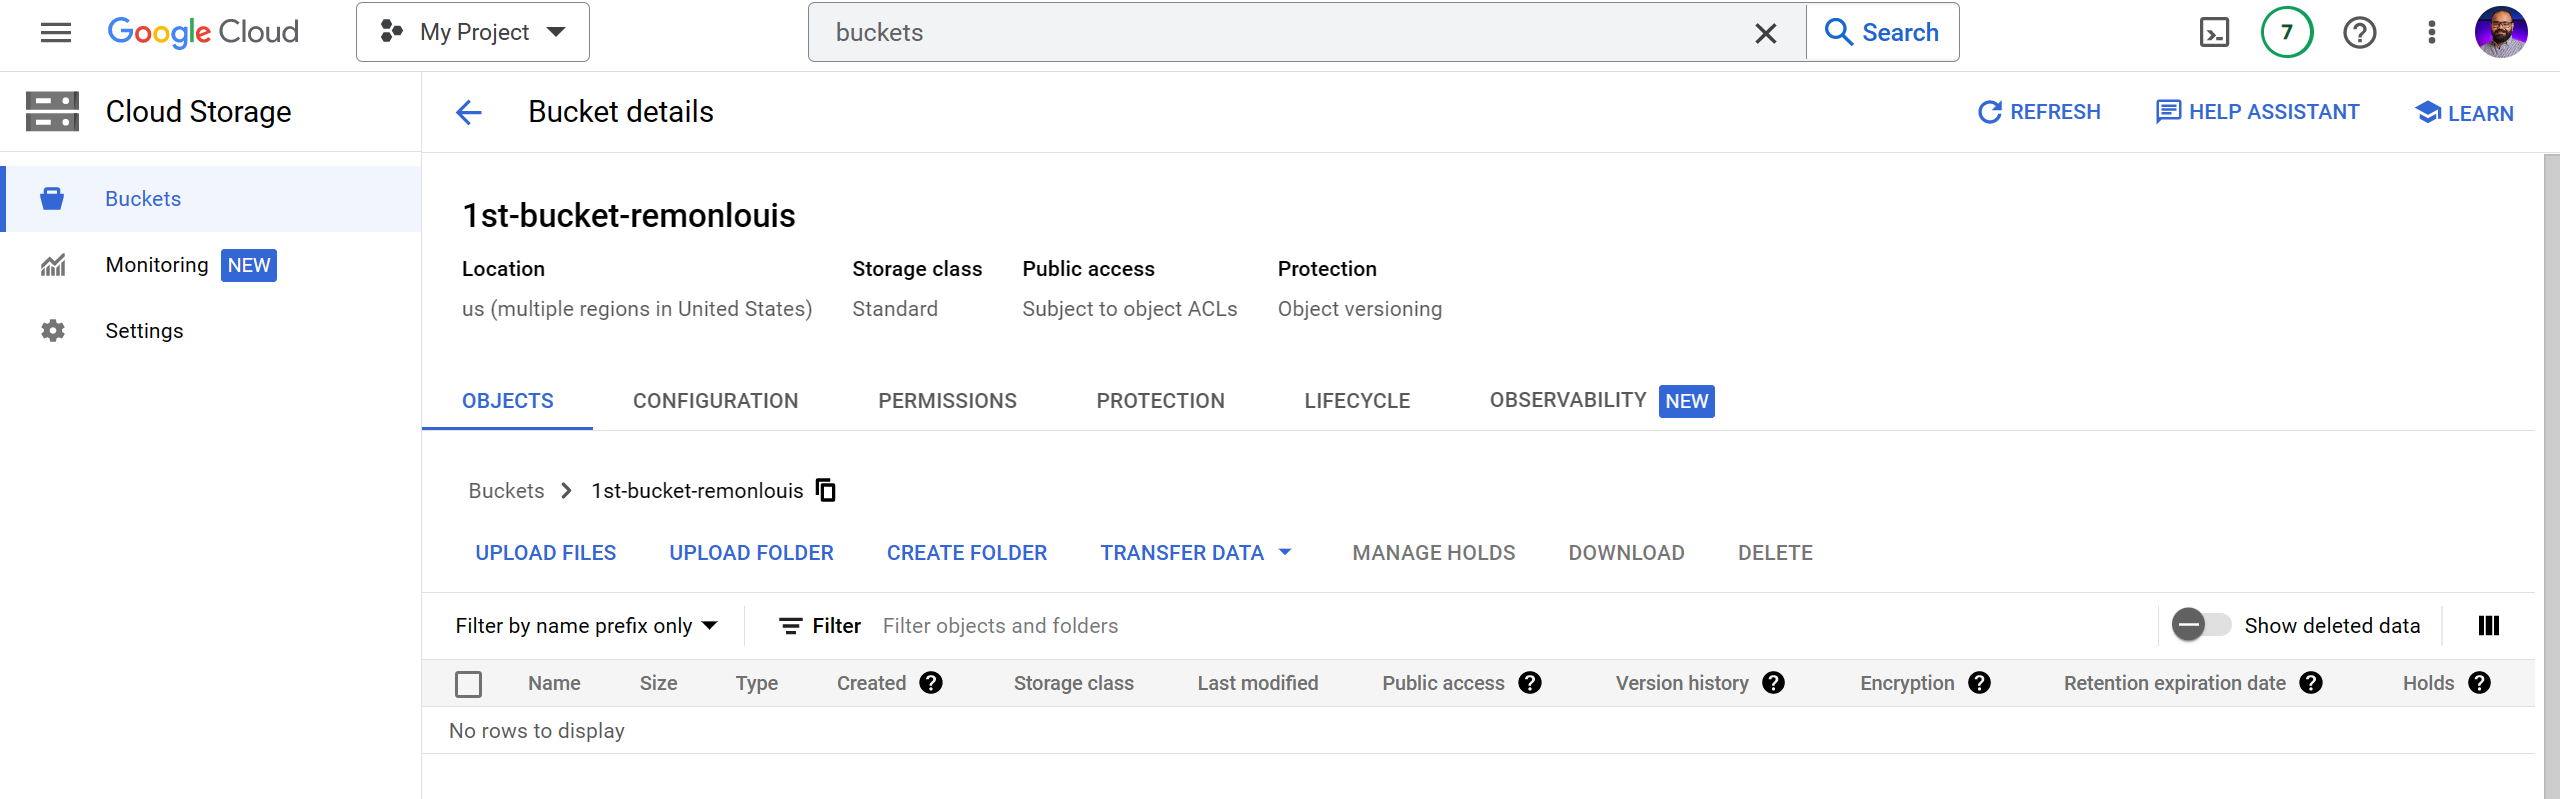 Google Cloud
My Project
buckets
Search
7
Cloud Storage
Bucket details
REFRESH
HELP ASSISTANT
LEARN
Buckets
Monitoring NEW
Settings
1st-bucket-remonlouis
Location Storage class Public access Protection
us (multiple regions in United States) Standard Subject to object ACLs Object versioning
OBJECTS CONFIGURATION PERMISSIONS PROTECTION LIFECYCLE OBSERVABILITY NEW
Buckets 1st-bucket-remonlouis
UPLOAD FILES UPLOAD FOLDER CREATE FOLDER TRANSFER DATA MANAGE HOLDS DOWNLOAD DELETE
Filter by name prefix only Filter Filter objects and folders Show deleted data
Name Size Type Created Storage class Last modified Public access Version history Encryption Retention expiration date Holds
No rows to display